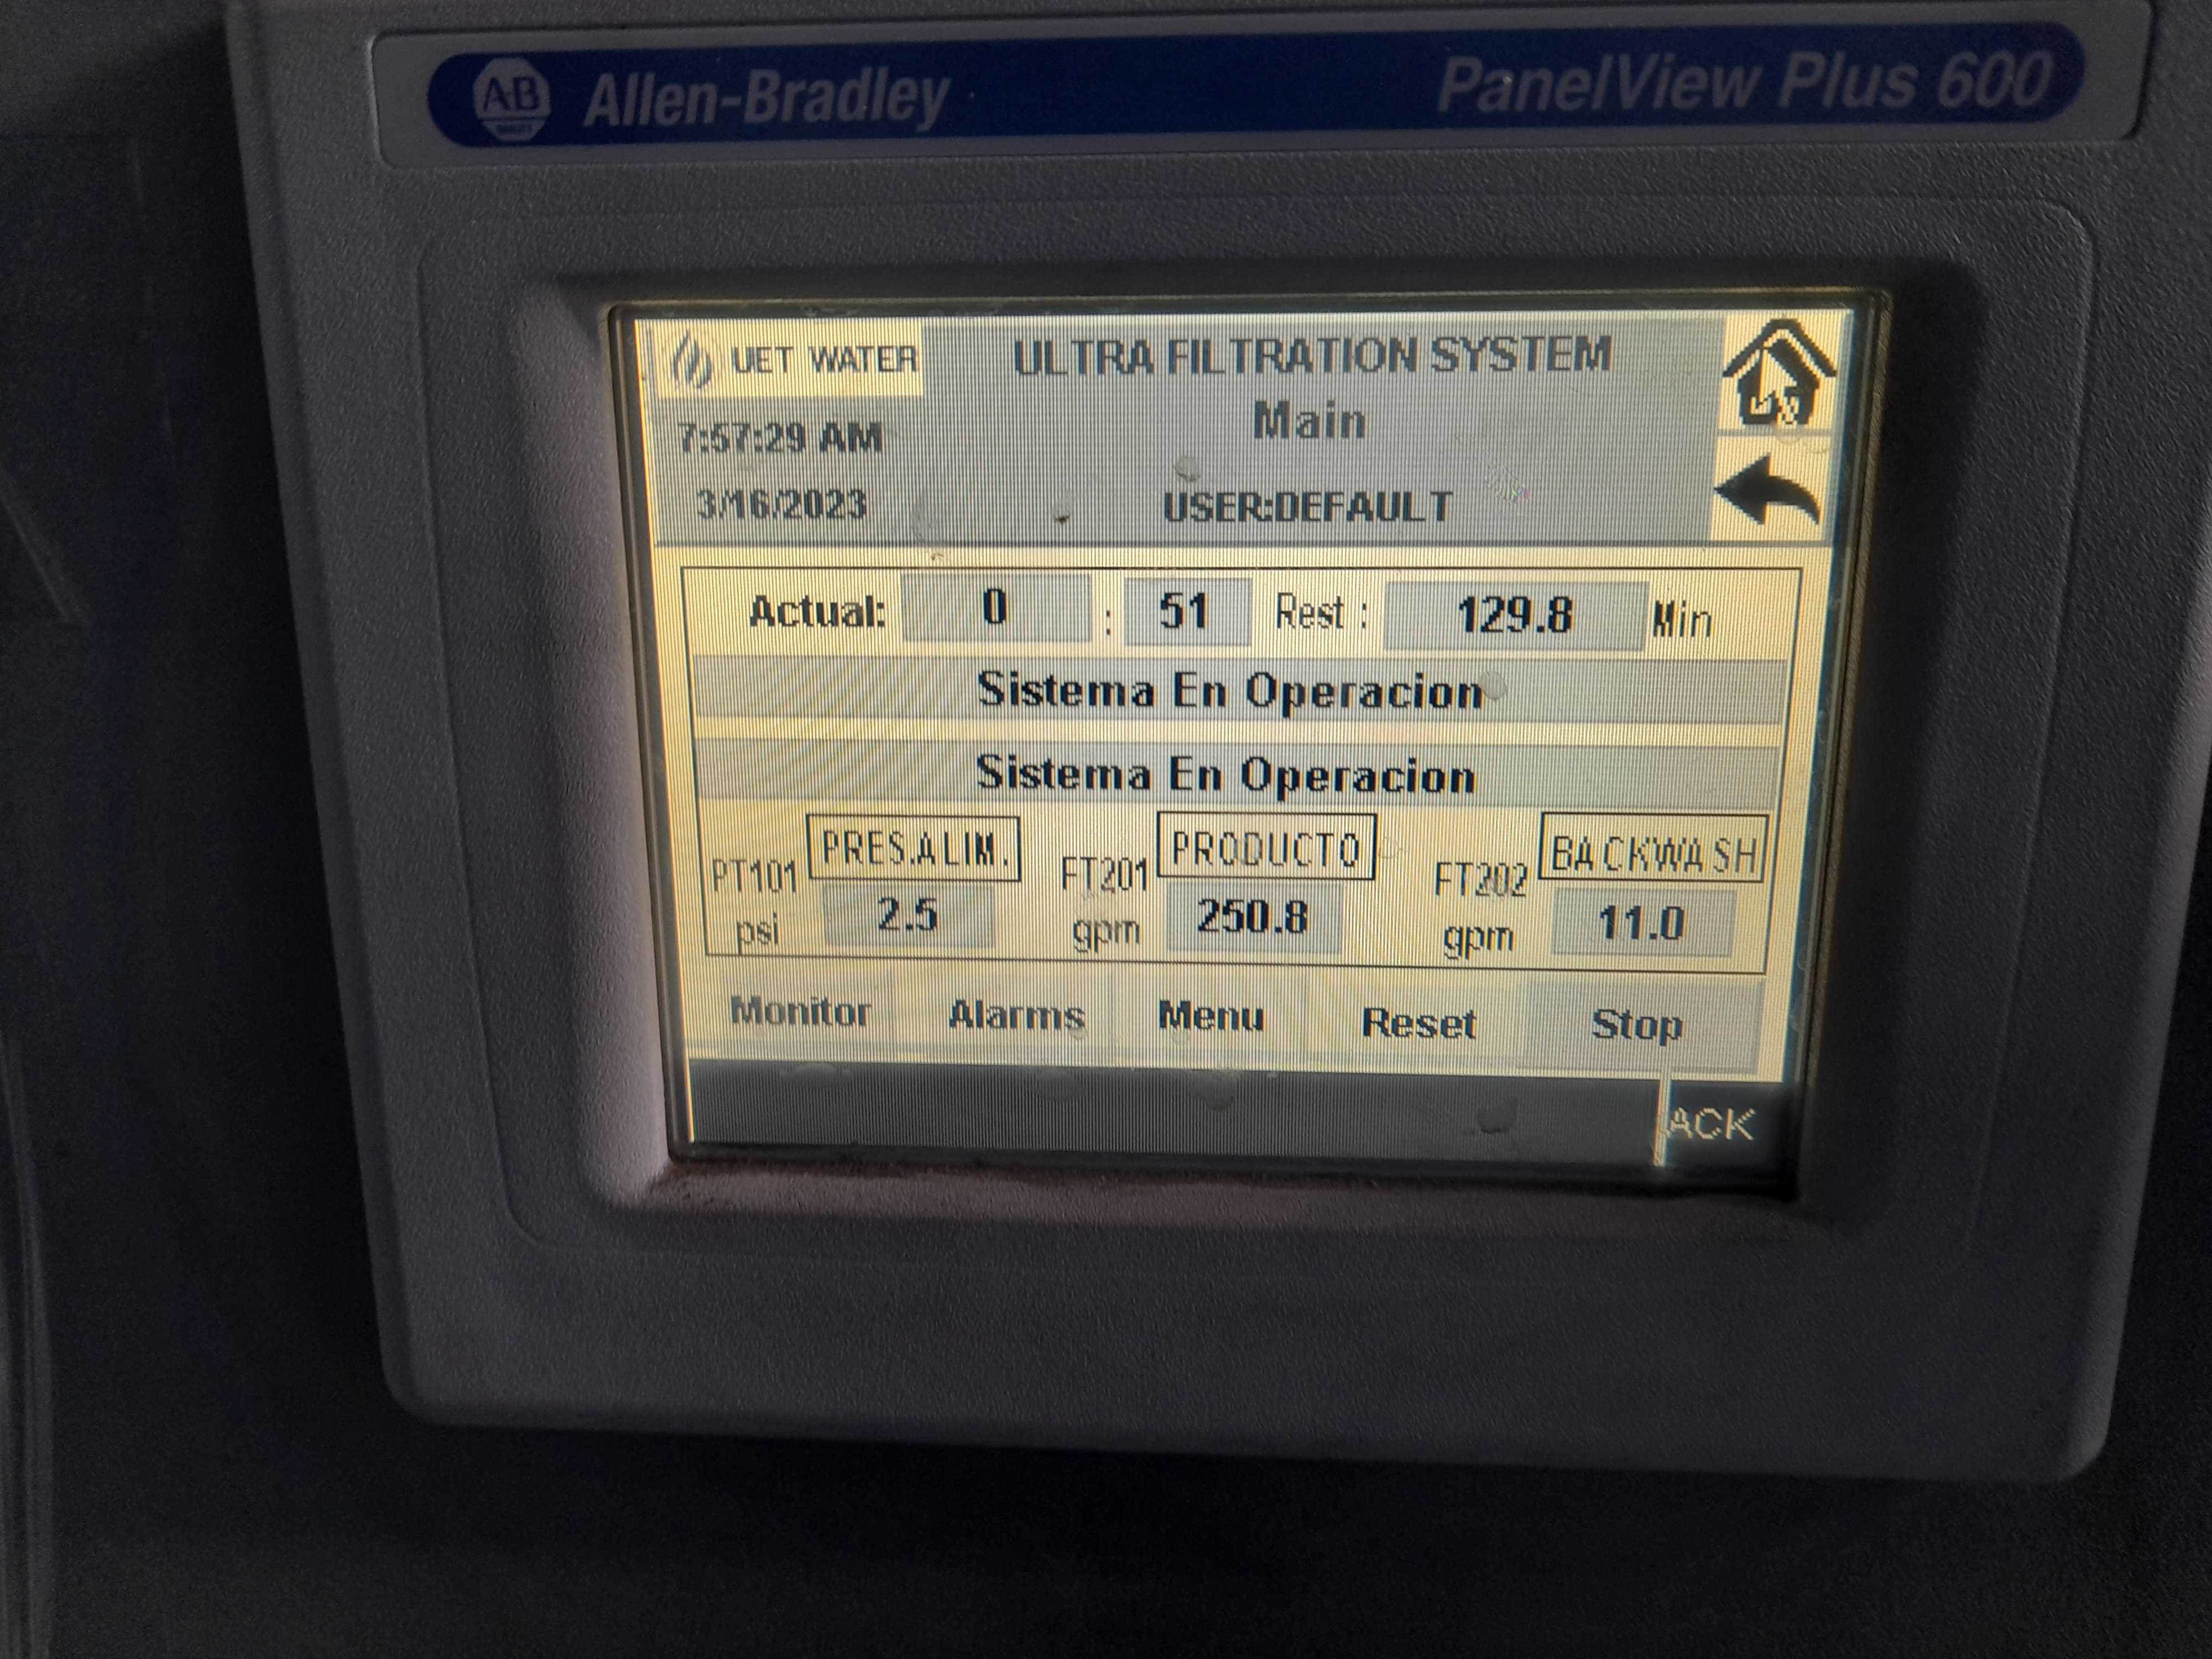 AB Allen-Bradley PanelView Plus 600
UET WATER ULTRA FILTRATION SYSTEM
Main
7:57:29 AM
3/16/2023 USER:DEFAULT
Actual: 0 : 51 Rest : 129.8 Min
Sistema En Operacion
Sistema En Operacion
PT101 PRES.ALIM. FT201 PRODUCTO FT202 BACKWASH
psi 2.5 gpm 250.8 gpm 11.0
Monitor Alarms Menu Reset Stop
ACK